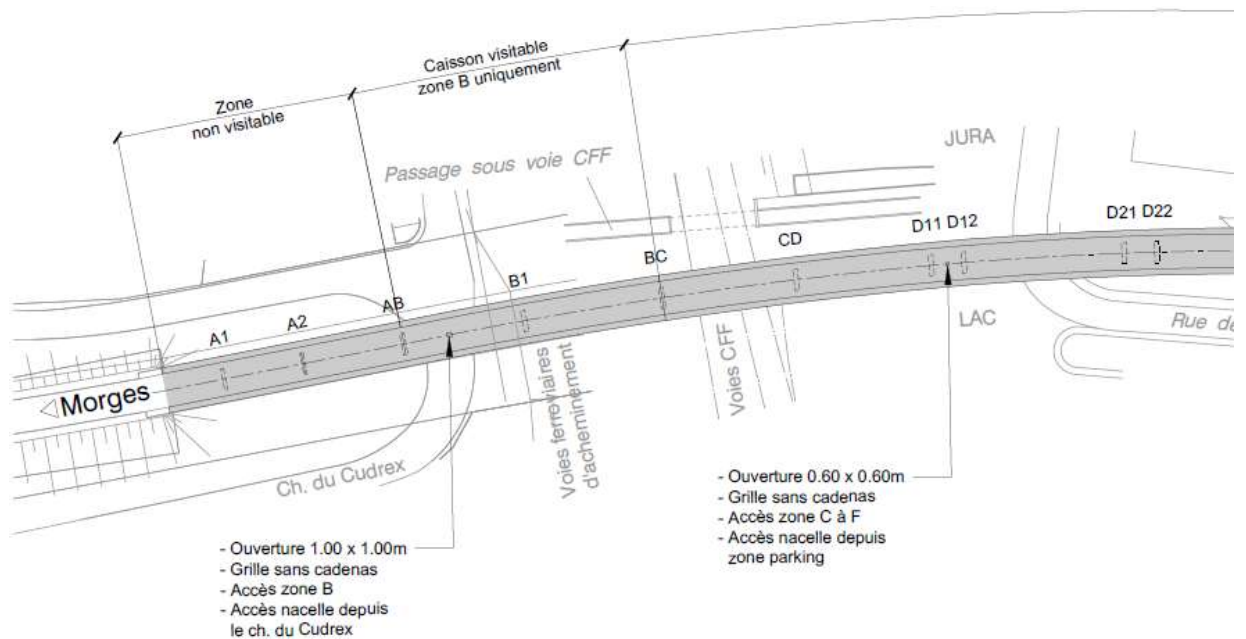 Caisson visitable
zone B uniquement
Zone
non visitable
JURA
Passage sous voie CFF
D21 D22
D11 D12
CD
BC
B1
AB
A2
A1
LAC
Rue de
Morges
Voies ferroviaires
d'acheminement
Voies CFF
Ch. du Cudrex
- Ouverture 0.60 x 0.60m
- Grille sans cadenas
- Accès zone C à F
- Accès nacelle depuis
zone parking
- Ouverture 1.00 x 1.00m
- Grille sans cadenas
- Accès zone B
- Accès nacelle depuis
le ch. du Cudrex